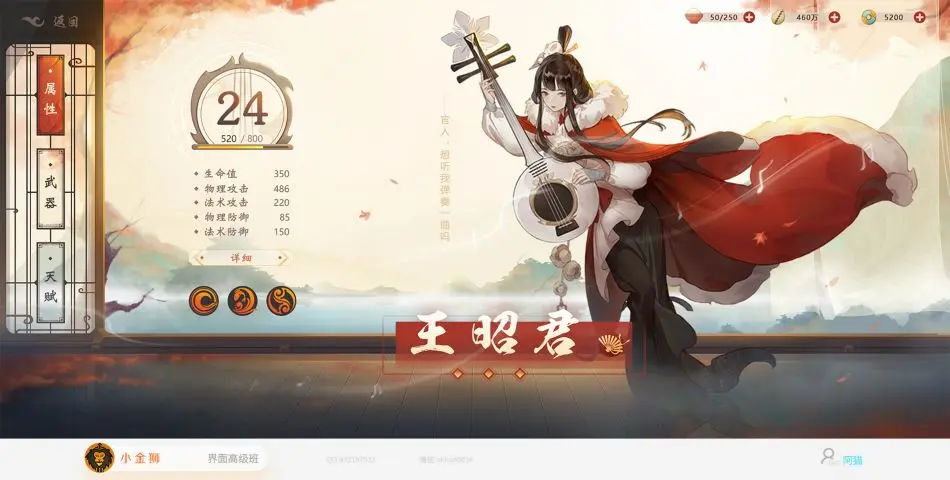 返回
50/250
460万
5200
属性
武器
天赋
24
520 / 800
生命值 350
物理攻击 486
法术攻击 220
物理防御 85
法术防御 150
详细
官人，想听我弹奏一曲吗
王昭君
小金狮
界面高级班
阿猫